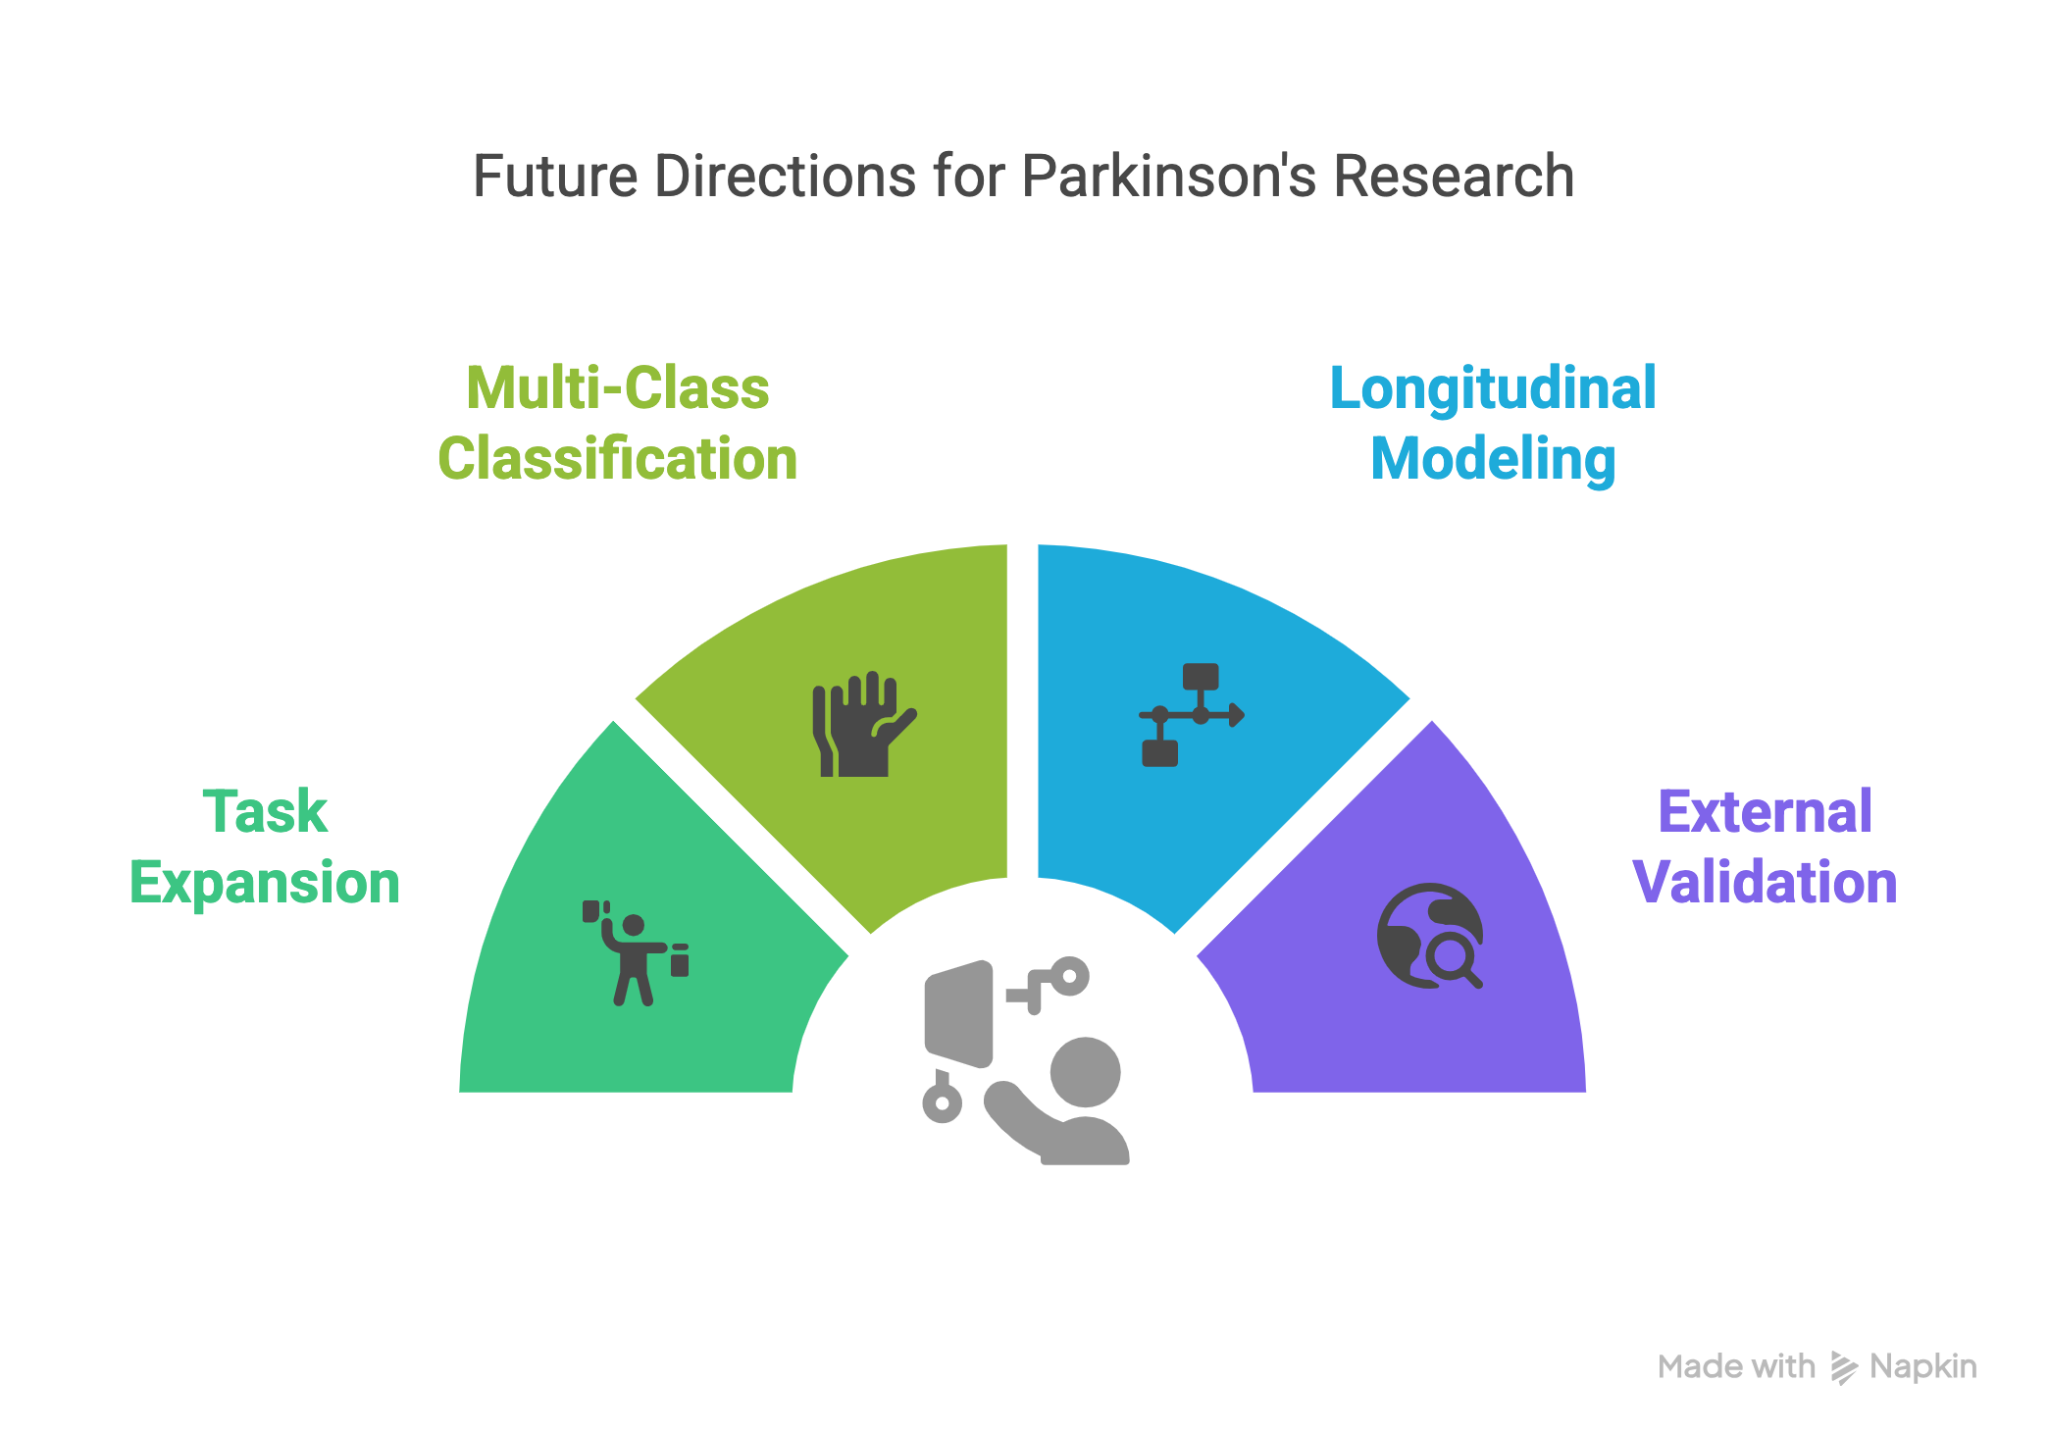 Future Directions for Parkinson's Research
Multi-Class
Classification
Longitudinal
Modeling
Task
Expansion
External
Validation
Made with Napkin